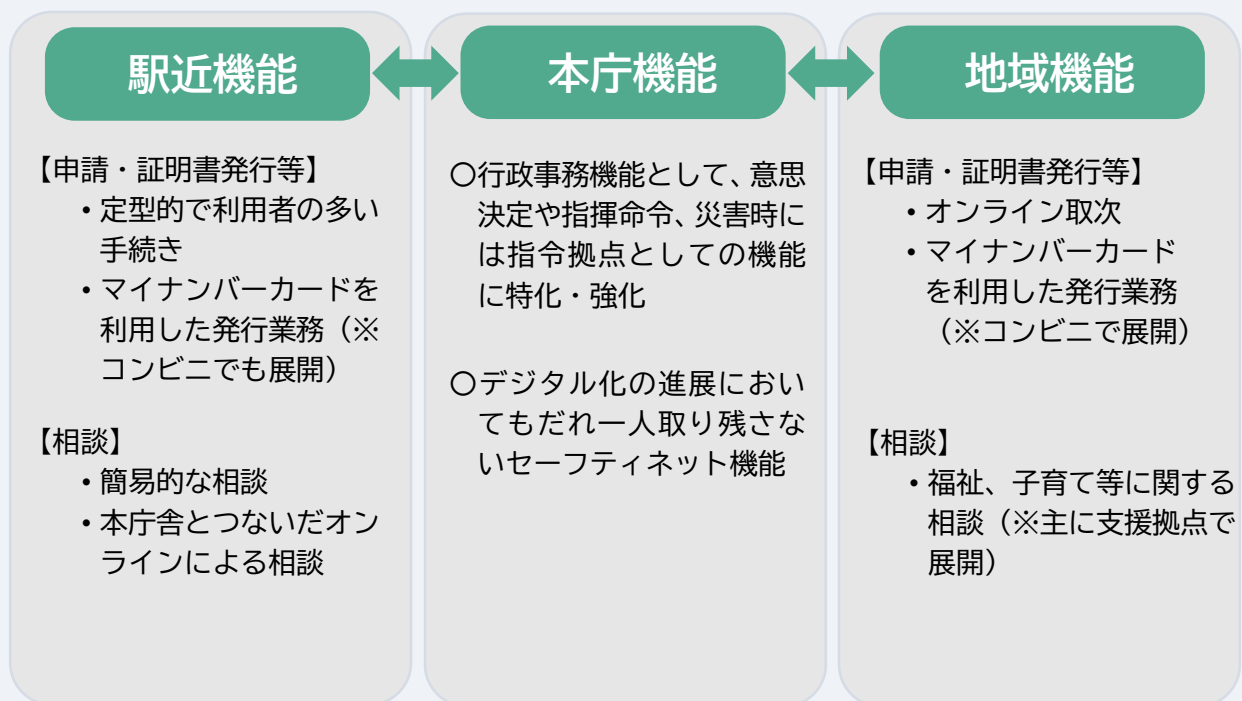 駅近機能
【申請・証明書発行等】
• 定型的で利用者の多い
手続き
• マイナンバーカードを
利用した発行業務（※
コンビニでも展開）
【相談】
• 簡易的な相談
• 本庁舎とつないだオン
ラインによる相談
本庁機能
〇行政事務機能として、意思
決定や指揮命令、災害時に
は指令拠点としての機能
に特化・強化
〇デジタル化の進展におい
てもだれ一人取り残さな
いセーフティネット機能
地域機能
【申請・証明書発行等】
• オンライン取次
• マイナンバーカード
を利用した発行業務
（※コンビニで展開）
【相談】
• 福祉、子育て等に関する
相談（※主に支援拠点で
展開）